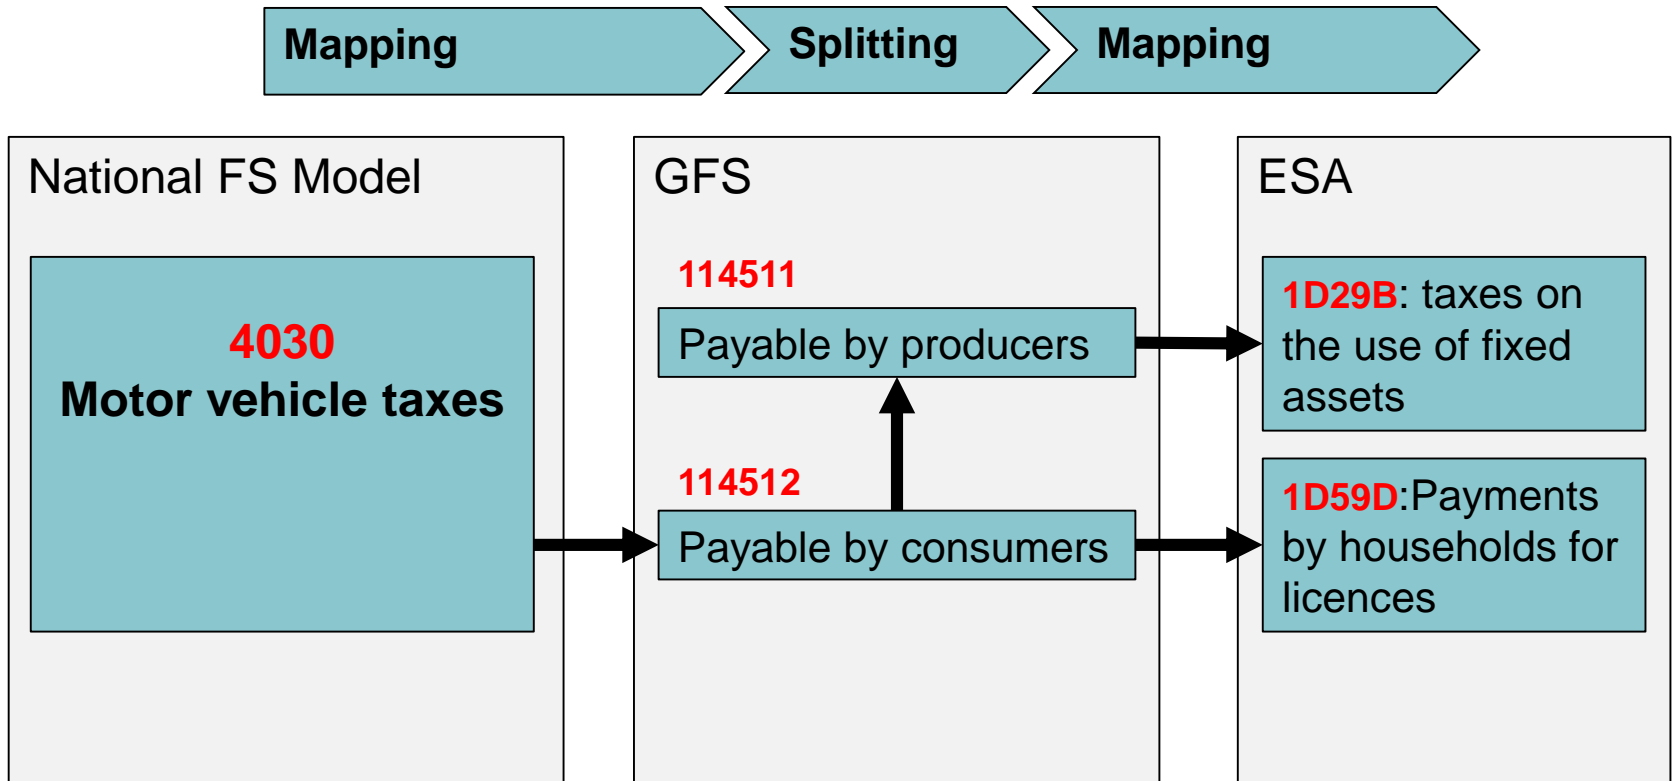 Mapping
Splitting
Mapping
National FS Model
4030
Motor vehicle taxes
GFS
114511
Payable by producers
114512
Payable by consumers
ESA
1D29B: taxes on
the use of fixed
assets
1D59D:Payments
by households for
licences